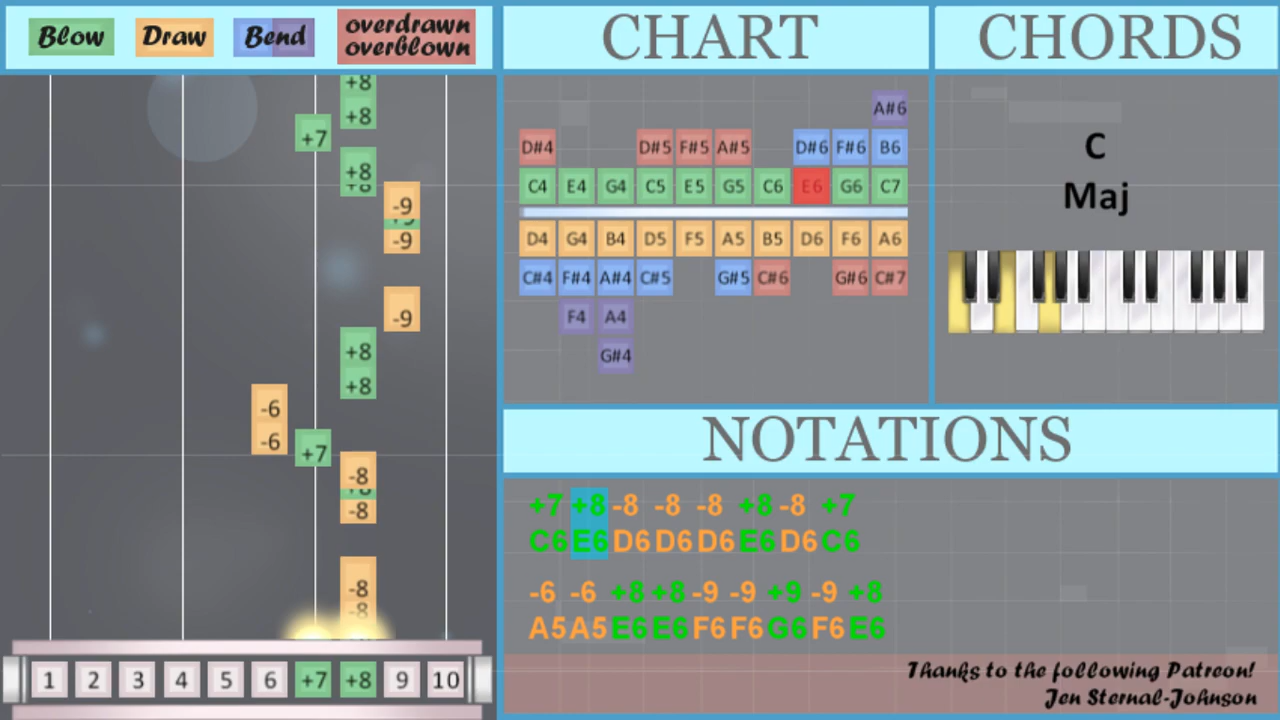 Blow Draw Bend overdrawn
overblown
CHART
CHORDS
+8
+8
+7
+8
+8
-9
+9
-9
-9
+8
+8
-6
-6
+7
-8
+8
-8
-8
-8
1 2 3 4 5 6 +7 +8 9 10
A#6
D#4 D#5 F#5 A#5 D#6 F#6 B6
C4 E4 G4 C5 E5 G5 C6 E6 G6 C7
D4 G4 B4 D5 F5 A5 B5 D6 F6 A6
C#4 F#4 A#4 C#5 G#5 C#6 G#6 C#7
F4 A4
G#4
C
Maj
NOTATIONS
+7 +8 -8 -8 -8 +8 -8 +7
C6 E6 D6 D6 D6 E6 D6 C6
-6 -6 +8 +8 -9 -9 +9 -9 +8
A5 A5 E6 E6 F6 F6 G6 F6 E6
Thanks to the following Patreon!
Jen Sternal-Johnson